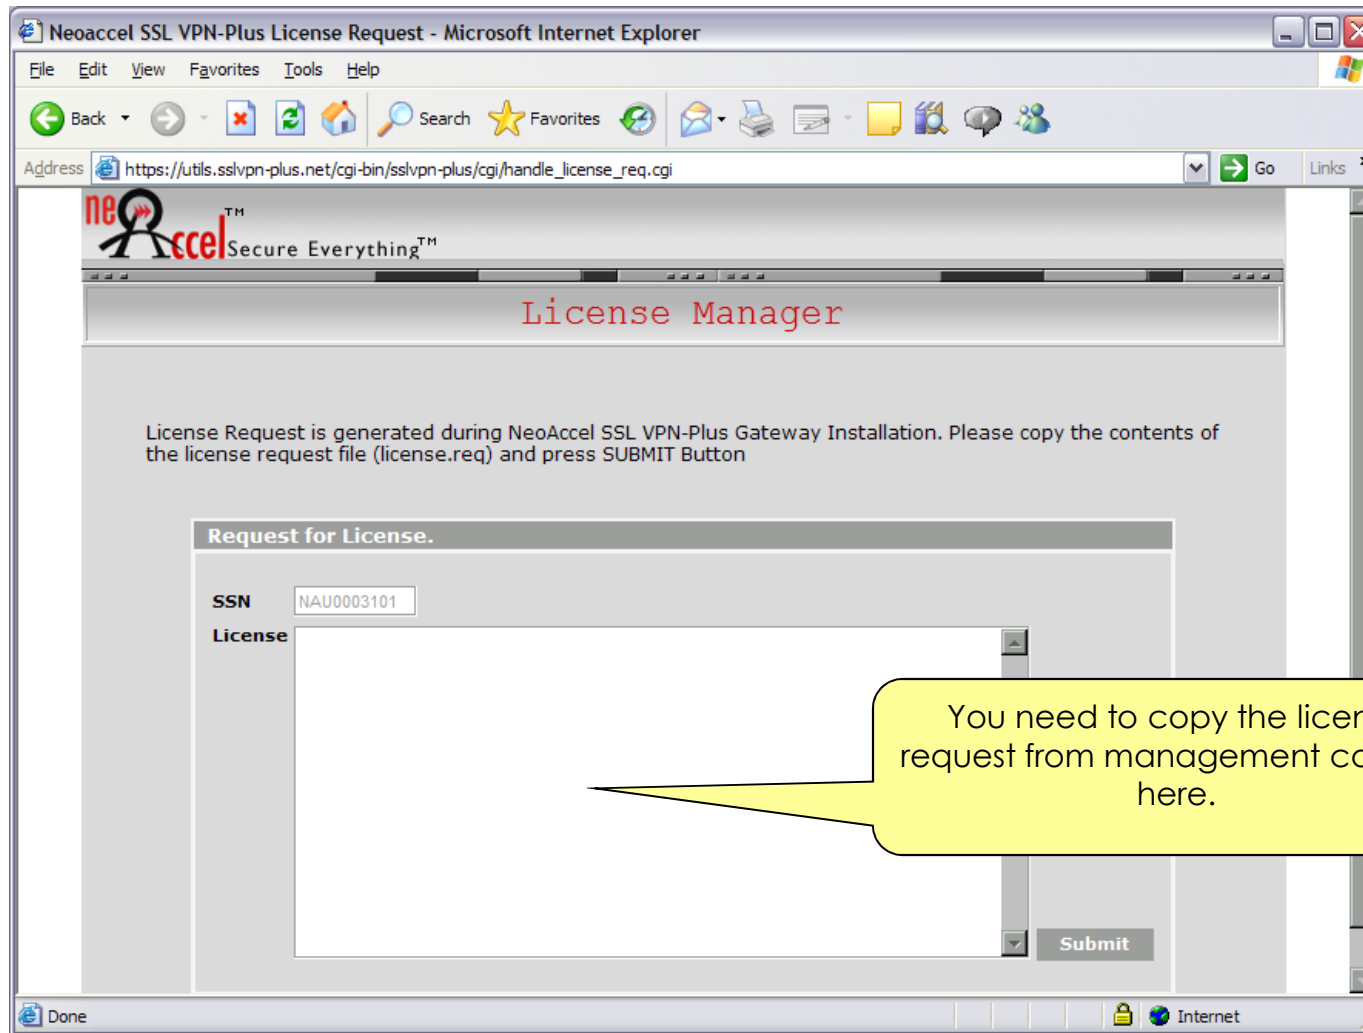 Neoaccel SSL VPN-Plus License Request - Microsoft Internet Explorer
File Edit View Favorites Tools Help
Back Search Favorites
Address https://utils.sslvpn-plus.net/cgi-bin/sslvpn-plus/cgi/handle_license_req.cgi Go Links
neoAccel™ Secure Everything™
License Manager
License Request is generated during NeoAccel SSL VPN-Plus Gateway Installation. Please copy the contents of
the license request file (license.req) and press SUBMIT Button
Request for License.
SSN NAU0003101
License
You need to copy the licen
request from management co
here.
Submit
Done Internet